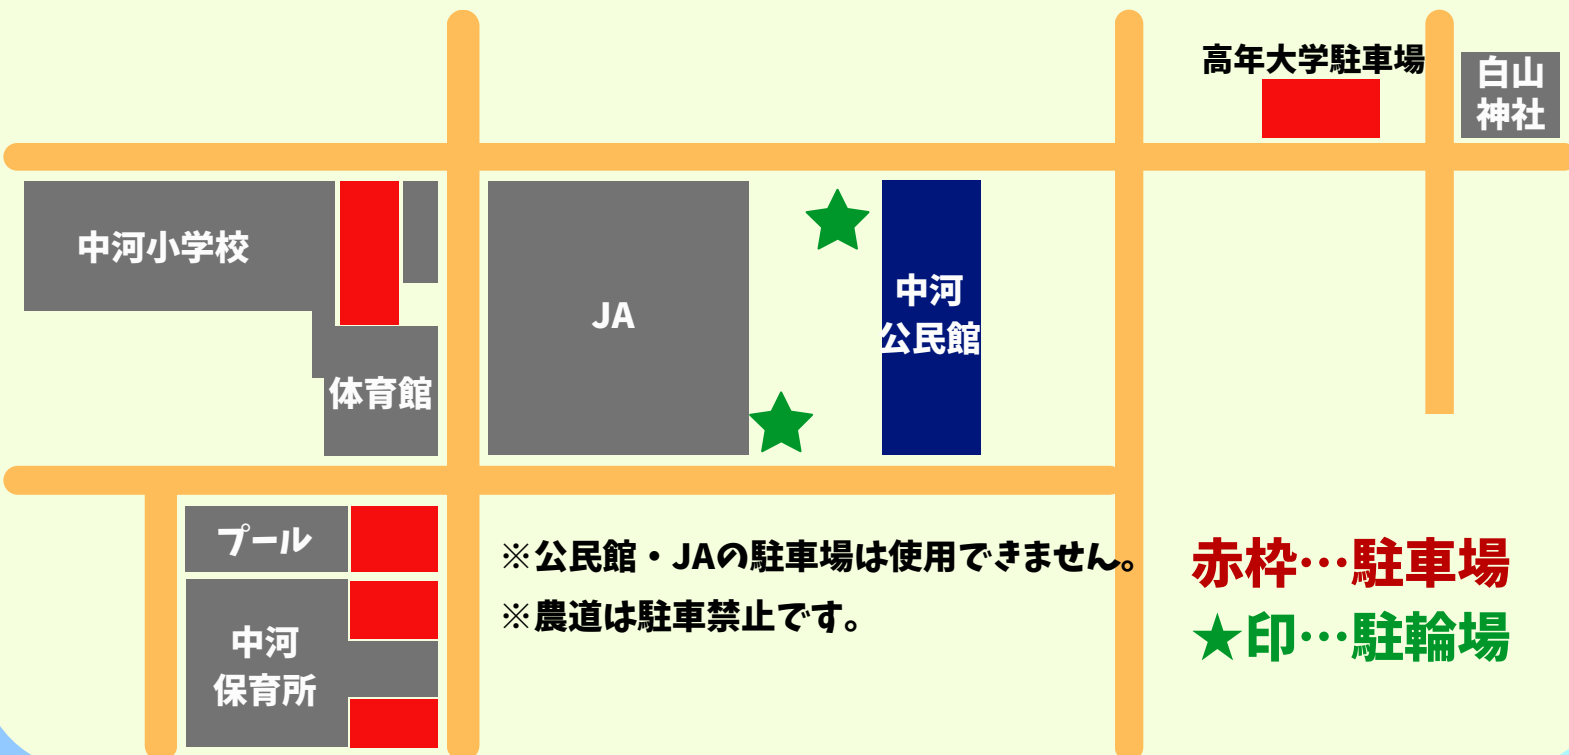 高年大学駐車場
白山
神社
中河小学校
体育館
JA
中河
公民館
プール
中河
保育所
※公民館・JAの駐車場は使用できません。
※農道は駐車禁止です。
赤枠…駐車場
★印…駐輪場